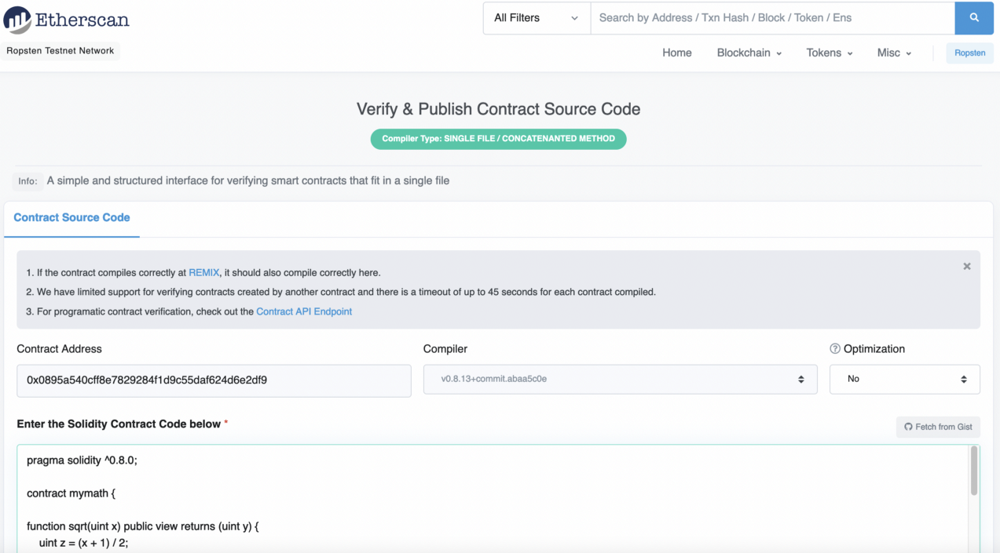 Etherscan
All Filters
Search by Address / Txn Hash / Block / Token / Ens
Ropsten Testnet Network
Home Blockchain Tokens Misc Ropsten
Verify & Publish Contract Source Code
Compiler Type: SINGLE FILE / CONCATENANTED METHOD
Info: A simple and structured interface for verifying smart contracts that fit in a single file
Contract Source Code
1. If the contract compiles correctly at REMIX, it should also compile correctly here.
2. We have limited support for verifying contracts created by another contract and there is a timeout of up to 45 seconds for each contract compiled.
3. For programatic contract verification, check out the Contract API Endpoint
Contract Address
0x0895a540cff8e7829284f1d9c55daf624d6e2df9
Compiler
v0.8.13+commit.abaa5c0e
Optimization
No
Enter the Solidity Contract Code below *
Fetch from Gist
pragma solidity ^0.8.0;
contract mymath {
function sqrt(uint x) public view returns (uint y) {
uint z = (x + 1) / 2;